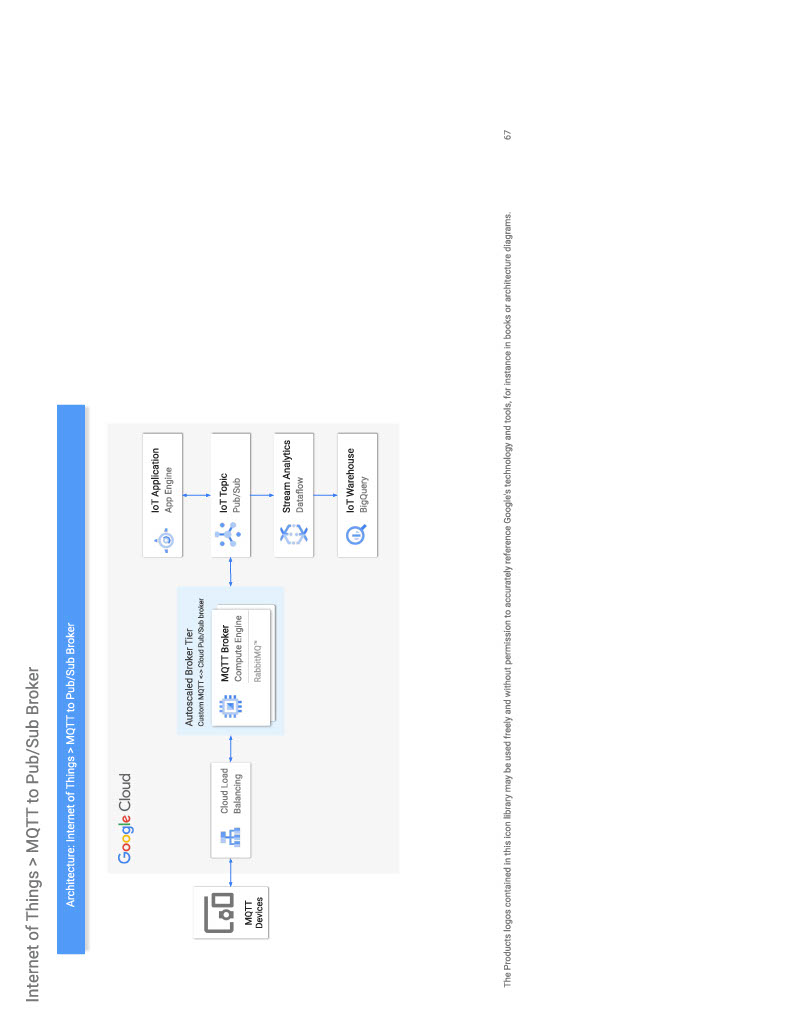 Internet of Things > MQTT to Pub/Sub Broker
Architecture: Internet of Things > MQTT to Pub/Sub Broker
Google Cloud
MQTT
Devices
Cloud Load
Balancing
Autoscaled Broker Tier
Custom MQTT <-> Cloud Pub/Sub broker
MQTT Broker
Compute Engine
RabbitMQ™
IoT Application
App Engine
IoT Topic
Pub/Sub
Stream Analytics
Dataflow
IoT Warehouse
BigQuery
The Products logos contained in this icon library may be used freely and without permission to accurately reference Google's technology and tools, for instance in books or architecture diagrams.
67